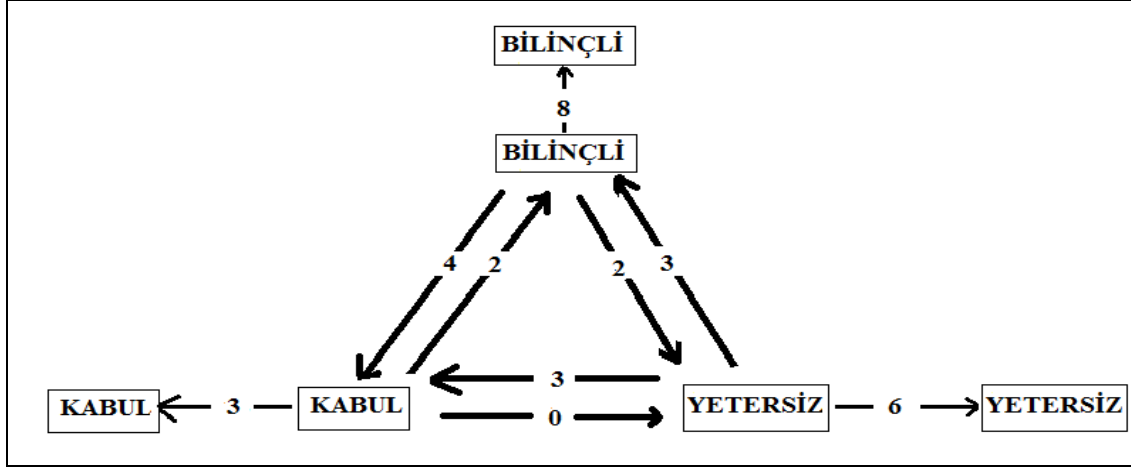 BİLİNÇLİ
8
BİLİNÇLİ
4 2 2 3
3
KABUL 3 KABUL YETERSİZ 6 YETERSİZ
0